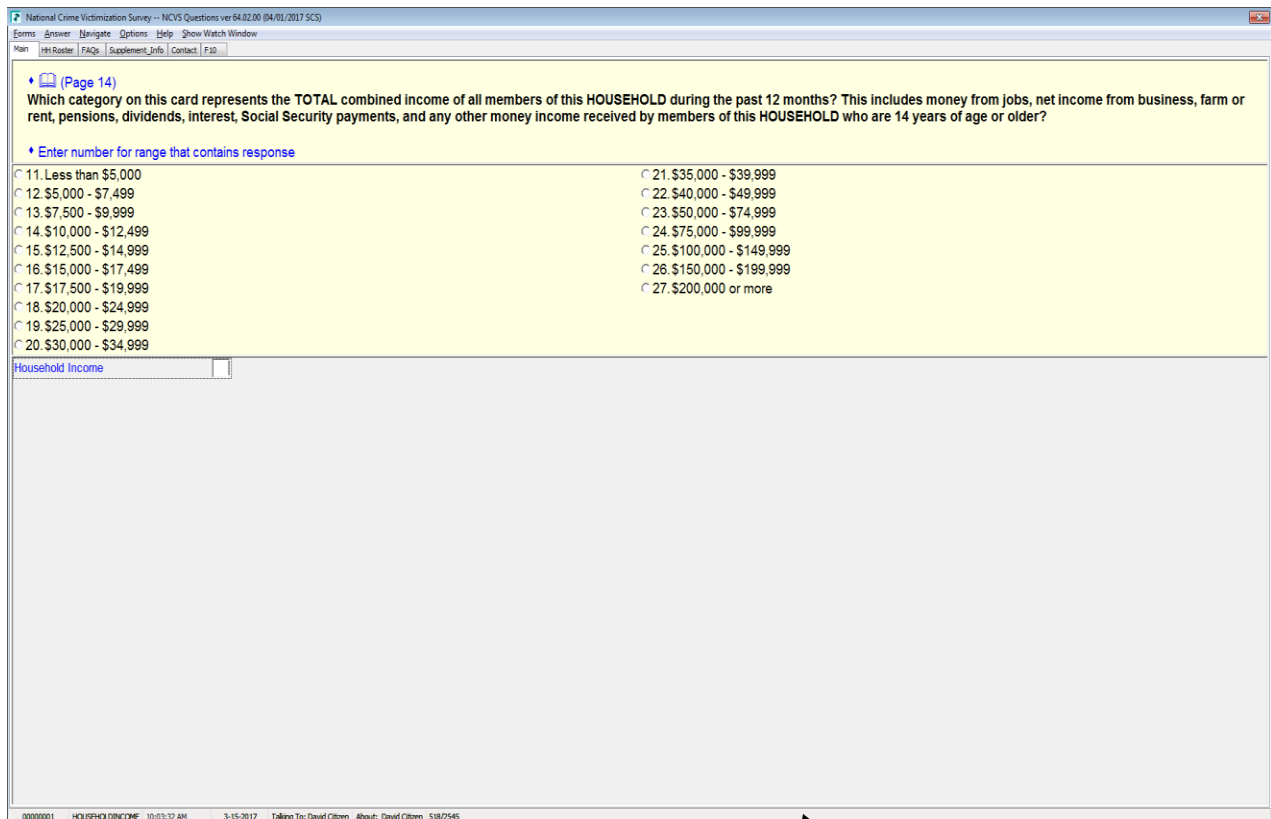 National Crime Victimization Survey -- NCVS Questions ver 64.02.00 (04/01/2017 SCS)
Forms Answer Navigate Options Help Show Watch Window
Main HH Roster FAQs Supplement_Info Contact F10
(Page 14)
Which category on this card represents the TOTAL combined income of all members of this HOUSEHOLD during the past 12 months? This includes money from jobs, net income from business, farm or
rent, pensions, dividends, interest, Social Security payments, and any other money income received by members of this HOUSEHOLD who are 14 years of age or older?
Enter number for range that contains response
11. Less than $5,000
12. $5,000 - $7,499
13. $7,500 - $9,999
14. $10,000 - $12,499
15. $12,500 - $14,999
16. $15,000 - $17,499
17. $17,500 - $19,999
18. $20,000 - $24,999
19. $25,000 - $29,999
20. $30,000 - $34,999
21. $35,000 - $39,999
22. $40,000 - $49,999
23. $50,000 - $74,999
24. $75,000 - $99,999
25. $100,000 - $149,999
26. $150,000 - $199,999
27. $200,000 or more
Household Income
00000001 HOUSEHOLDINCOME 10:03:32 AM 3-15-2017 Talking To: David Citizen About: David Citizen 518/2545